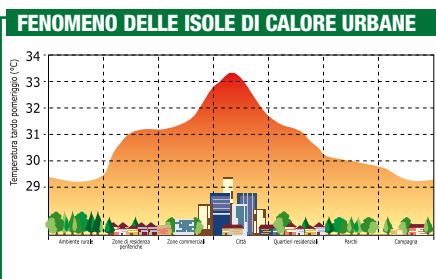 FENOMENO DELLE ISOLE DI CALORE URBANE
Temperatura tardo pomeriggio (°C)
34
33
32
31
30
29
Ambiente rurale
Zone di residenza
periferiche
Zone commerciali
Città
Quartieri residenziali
Parchi
Campagna